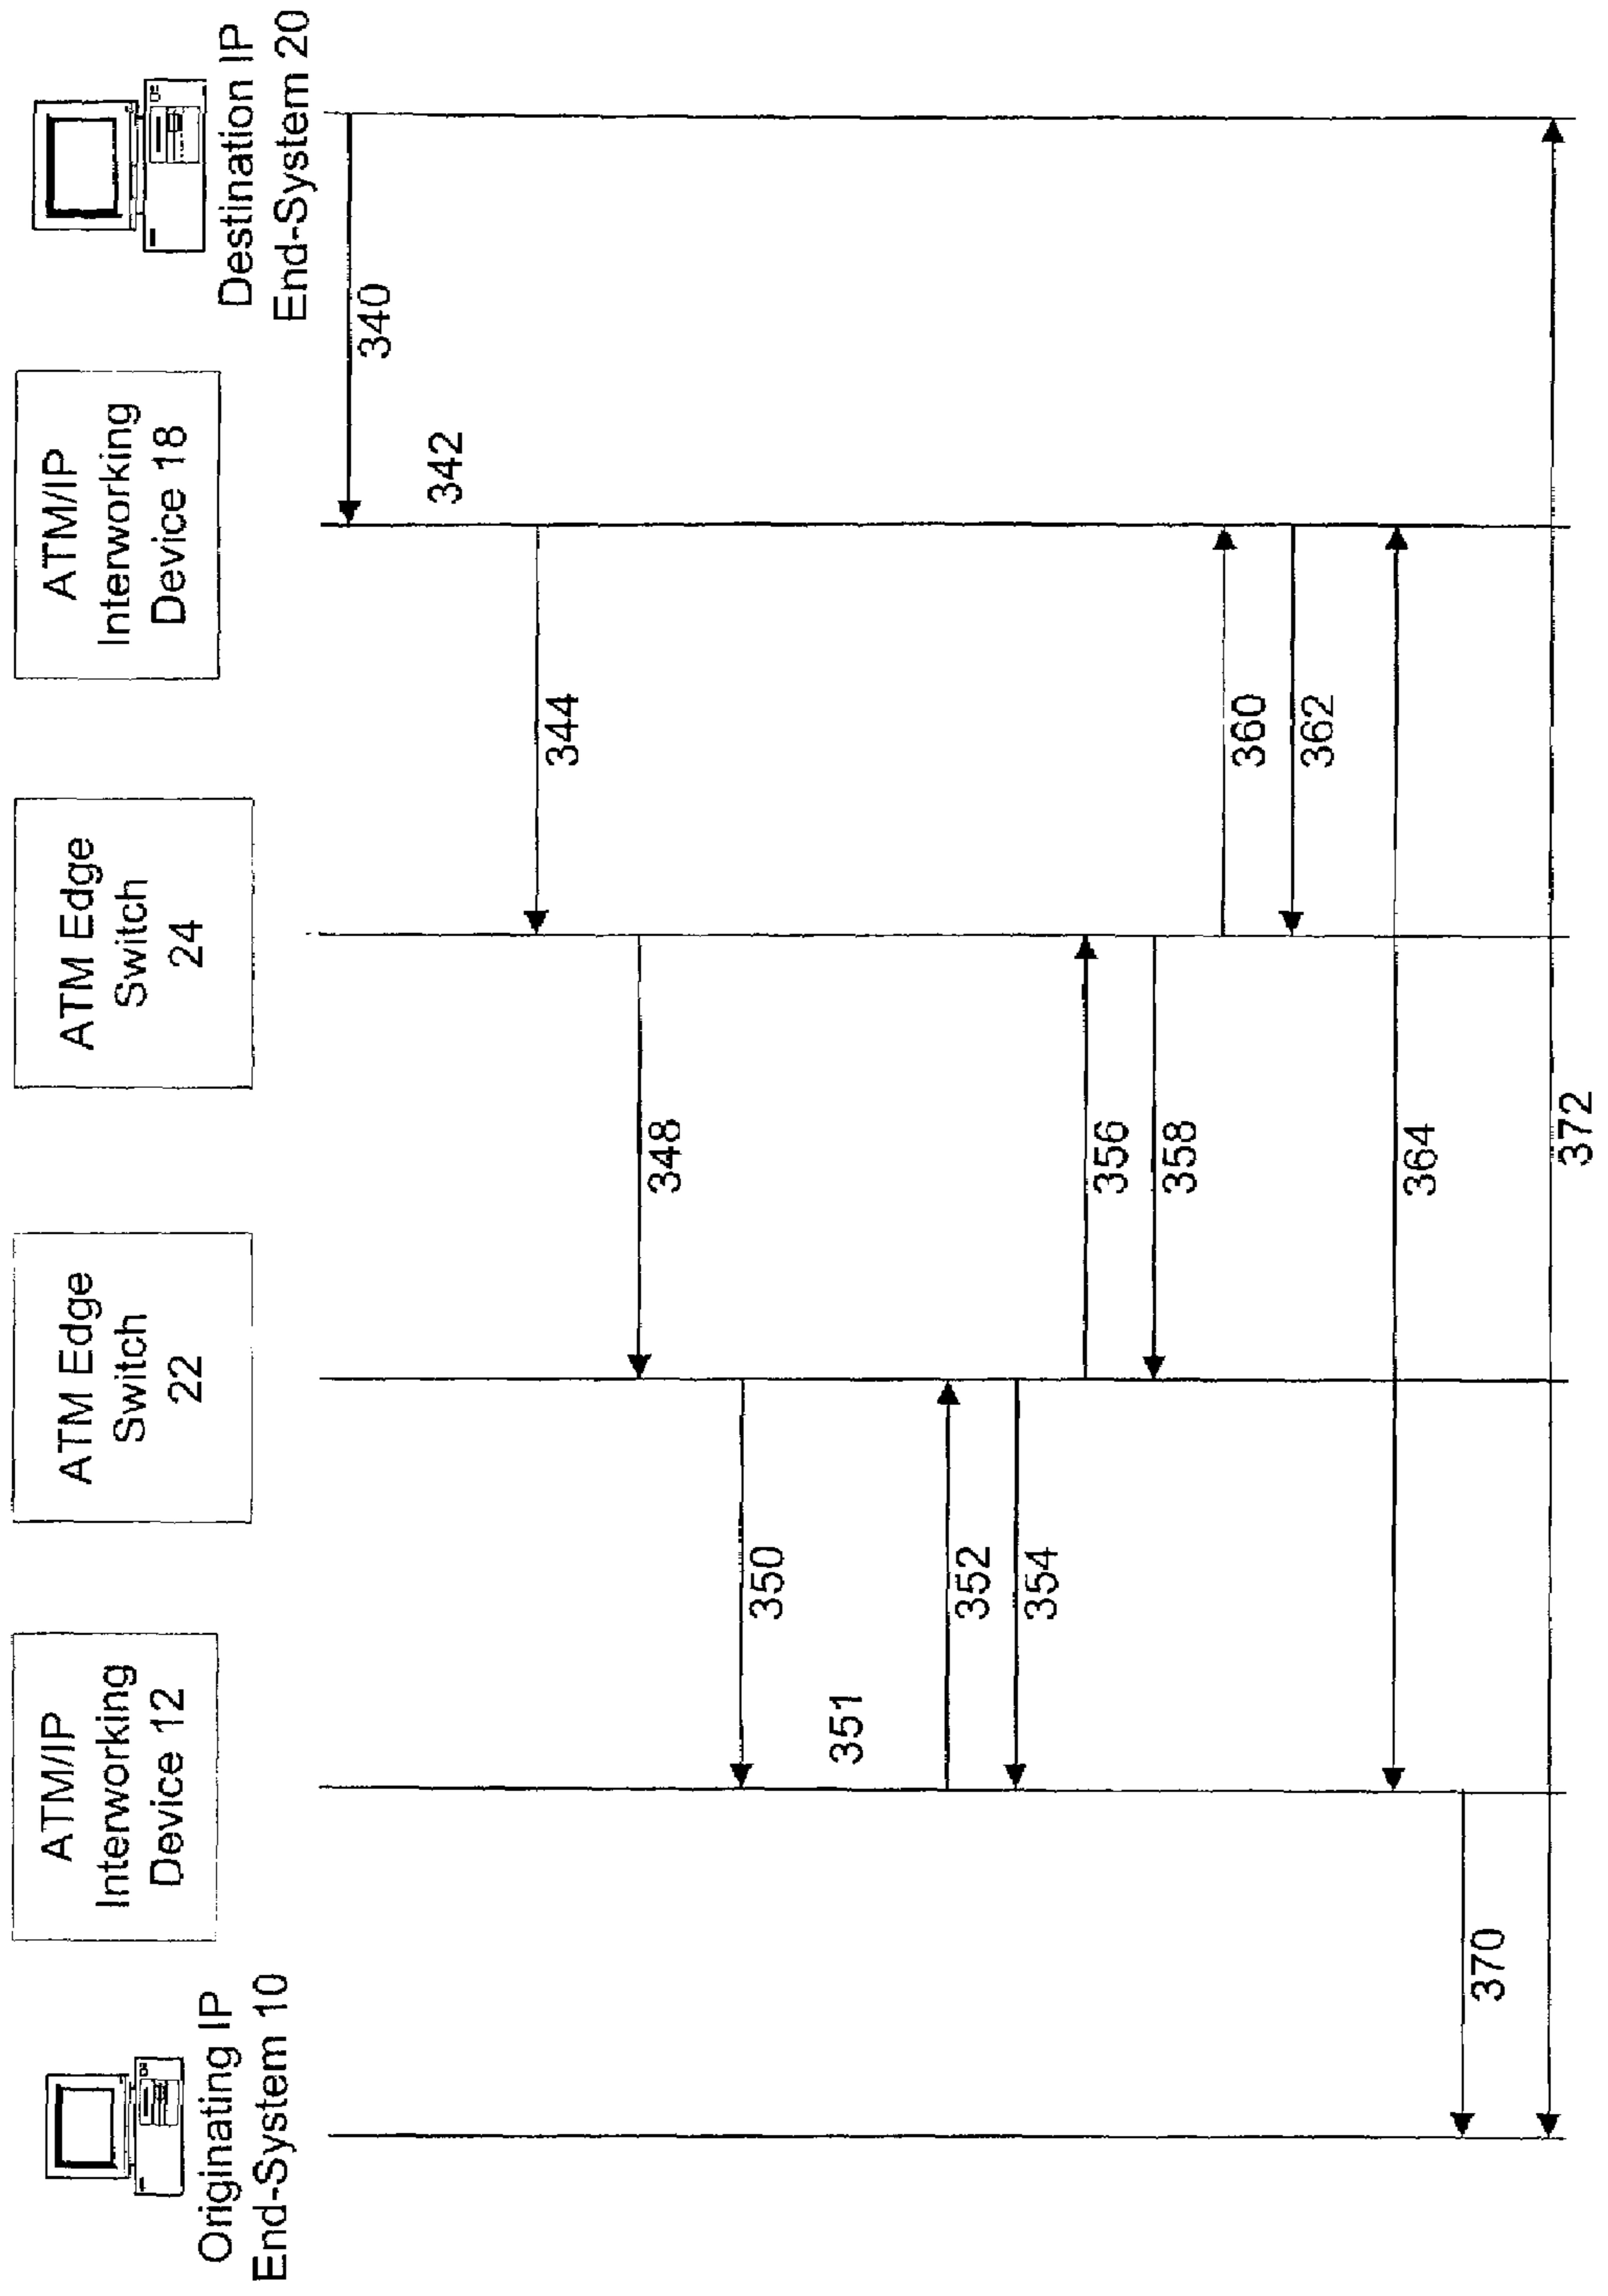 Originating IP
End-System 10
ATM/IP
Interworking
Device 12
ATM Edge
Switch
22
ATM Edge
Switch
24
ATM/IP
Interworking
Device 18
Destination IP
End-System 20
340
342
344
348
350
351
352
354
356
358
360
362
364
370
372